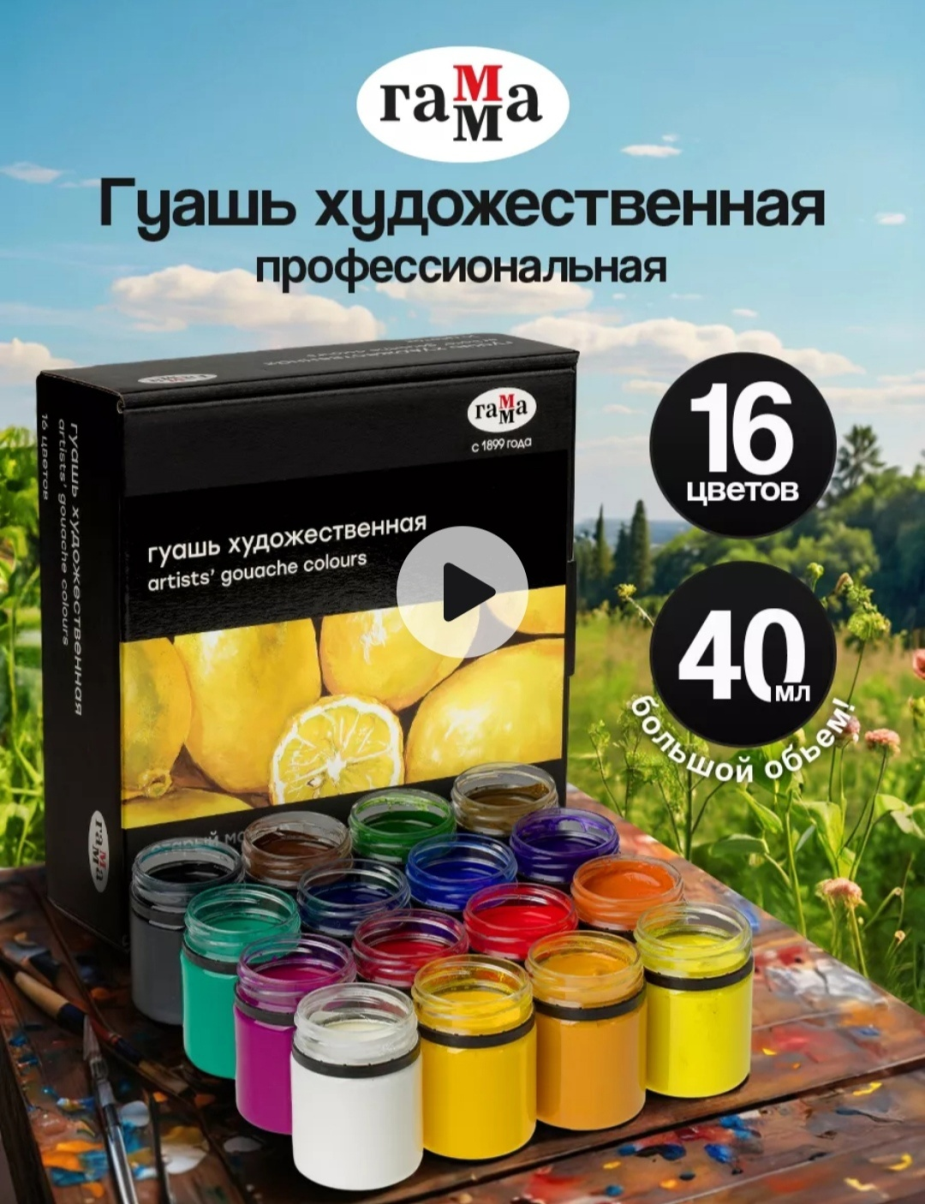 гаММа
Гуашь художественная
профессиональная
гамма
с 1899 года
16
цветов
гуашь художественная
artists' gouache colours
гуашь художественная
artists' gouache colours
16 цветов
40
мл
большой обьем!
старый
гамма